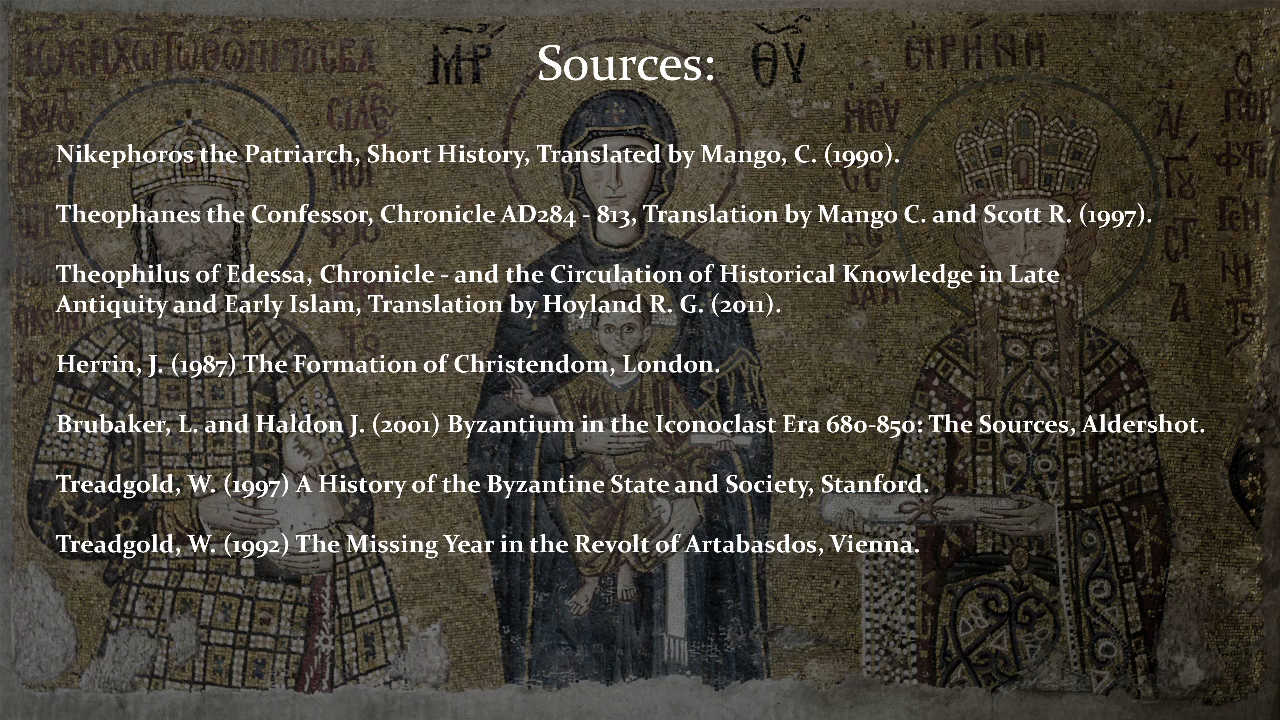 Sources:
ΜΡ
ΘΥ
Nikephoros the Patriarch, Short History, Translated by Mango, C. (1990).
Theophanes the Confessor, Chronicle AD284 - 813, Translation by Mango C. and Scott R. (1997).
Theophilus of Edessa, Chronicle - and the Circulation of Historical Knowledge in Late
Antiquity and Early Islam, Translation by Hoyland R. G. (2011).
Herrin, J. (1987) The Formation of Christendom, London.
Brubaker, L. and Haldon J. (2001) Byzantium in the Iconoclast Era 680-850: The Sources, Aldershot.
Treadgold, W. (1997) A History of the Byzantine State and Society, Stanford.
Treadgold, W. (1992) The Missing Year in the Revolt of Artabasdos, Vienna.